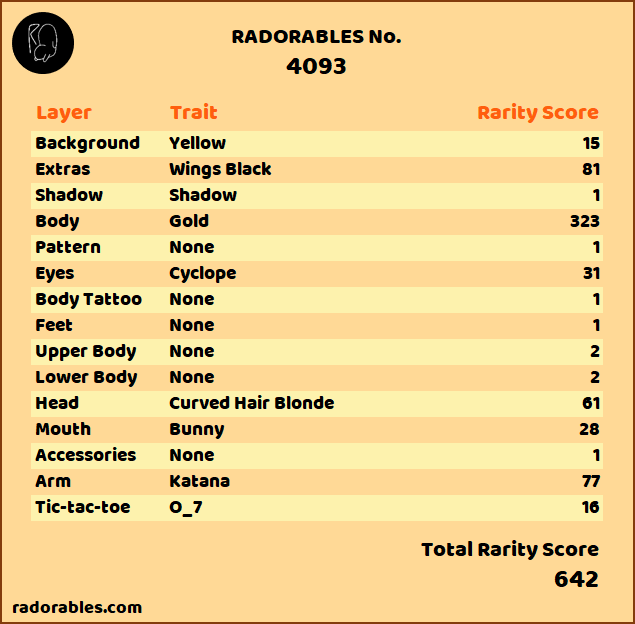 RADORABLES No.
4093
Layer Trait Rarity Score
Background Yellow 15
Extras Wings Black 81
Shadow Shadow 1
Body Gold 323
Pattern None 1
Eyes Cyclope 31
Body Tattoo None 1
Feet None 1
Upper Body None 2
Lower Body None 2
Head Curved Hair Blonde 61
Mouth Bunny 28
Accessories None 1
Arm Katana 77
Tic-tac-toe O_7 16
Total Rarity Score
642
radorables.com